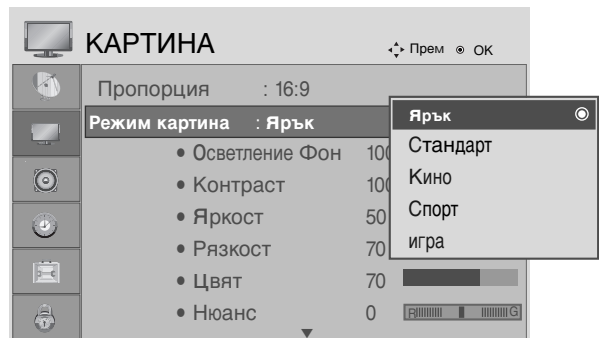 КАРТИНА
Прем ОК
Пропорция : 16:9
Режим картина : Ярък
• Осветление Фон 100
• Контраст 100
• Яркост 50
• Рязкост 70
• Цвят 70
• Нюанс 0 R G
Ярък
Стандарт
Кино
Спорт
игра